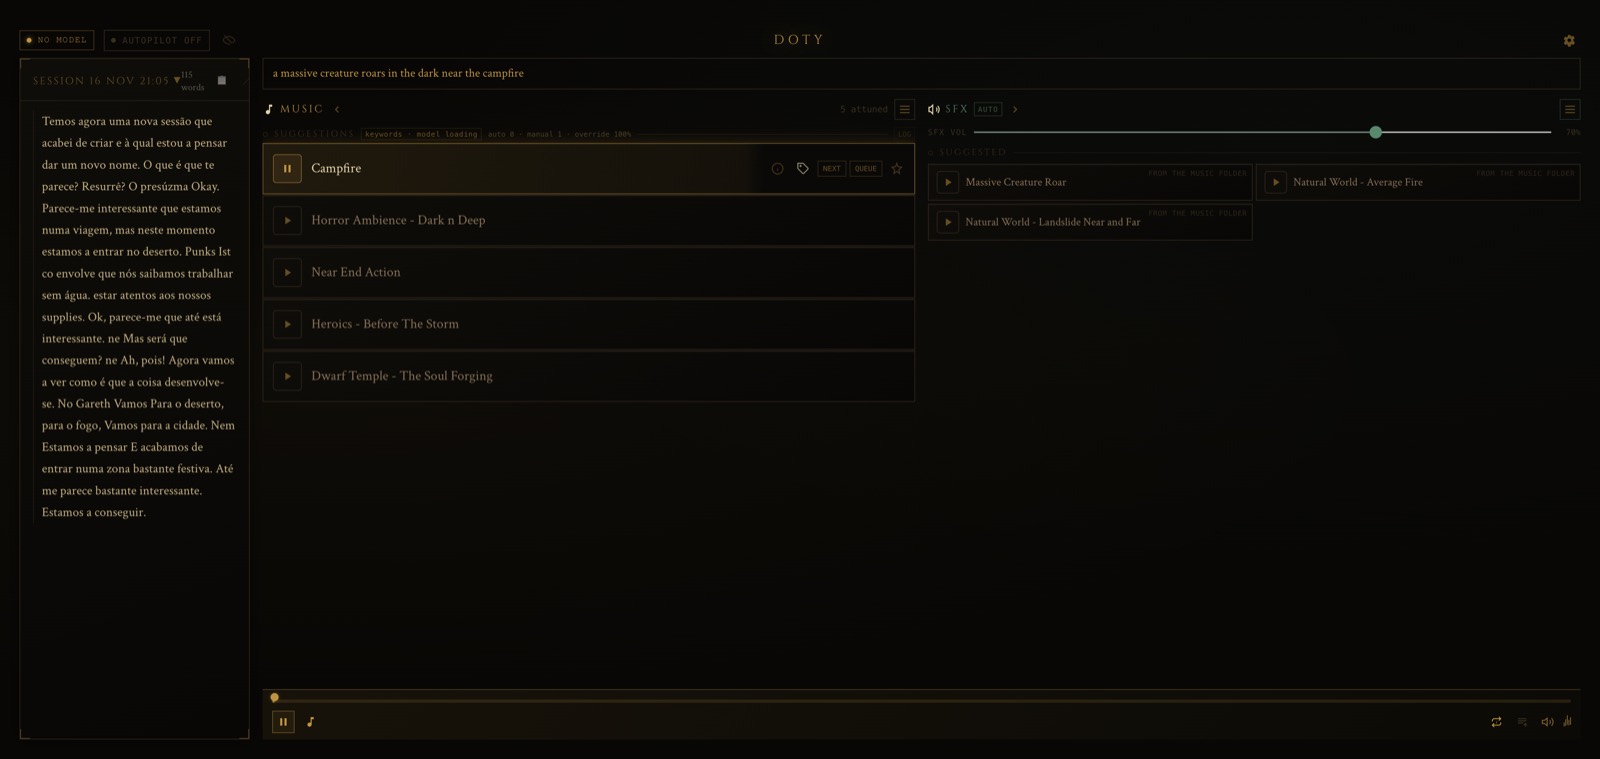 NO MODEL
AUTOPILOT OFF
DOTY
SESSION 16 NOV 21:05 ▼
115 words
Temos agora uma nova sessão que
acabei de criar e à qual estou a pensar
dar um novo nome. O que é que te
parece? Resurrê? O presúzma Okay.
Parece-me interessante que estamos
numa viagem, mas neste momento
estamos a entrar no deserto. Punks Ist
co envolve que nós saibamos trabalhar
sem água. estar atentos aos nossos
supplies. Ok, parece-me que até está
interessante. ne Mas será que
conseguem? ne Ah, pois! Agora vamos
a ver como é que a coisa desenvolve-
se. No Gareth Vamos Para o deserto,
para o fogo, Vamos para a cidade. Nem
Estamos a pensar E acabamos de
entrar numa zona bastante festiva. Até
me parece bastante interessante.
Estamos a conseguir.
a massive creature roars in the dark near the campfire
MUSIC
5 attuned
SUGGESTIONS
keywords · model loading
auto 0 · manual 1 · override 100%
LOG
Campfire
NEXT
QUEUE
Horror Ambience - Dark n Deep
Near End Action
Heroics - Before The Storm
Dwarf Temple - The Soul Forging
SFX
AUTO
SFX VOL
70%
SUGGESTED
Massive Creature Roar
FROM THE MUSIC FOLDER
Natural World - Average Fire
FROM THE MUSIC FOLDER
Natural World - Landslide Near and Far
FROM THE MUSIC FOLDER